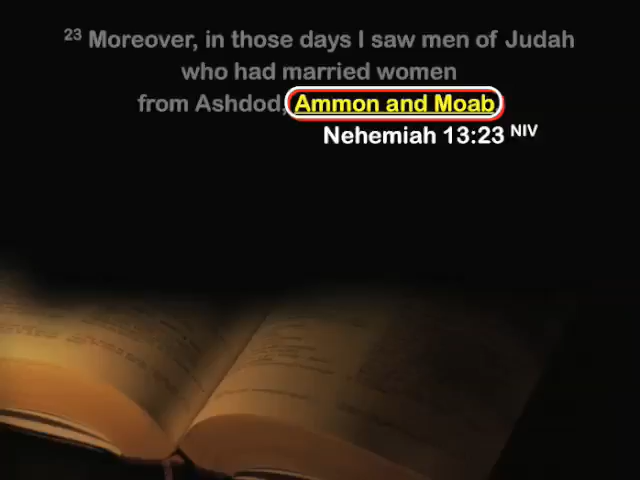 23 Moreover, in those days I saw men of Judah
who had married women
from Ashdod, Ammon and Moab
Nehemiah 13:23 NIV